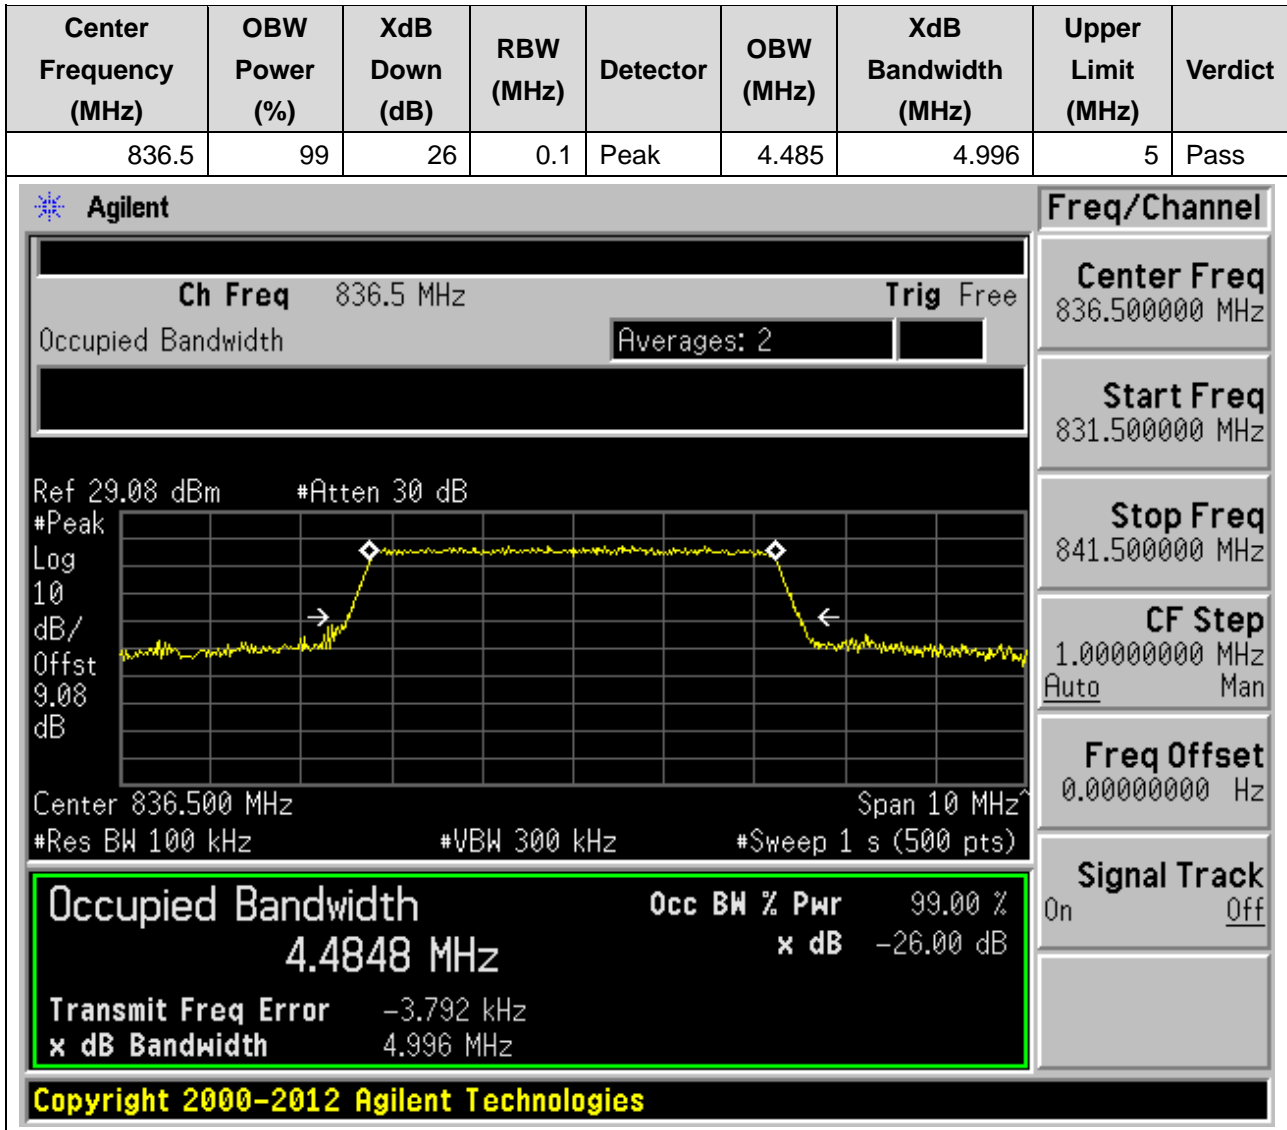 Center Frequency (MHz) OBW Power (%) XdB Down (dB) RBW (MHz) Detector OBW (MHz) XdB Bandwidth (MHz) Upper Limit (MHz) Verdict
836.5 99 26 0.1 Peak 4.485 4.996 5 Pass
Agilent
Freq/Channel
Ch Freq 836.5 MHz Trig Free
Occupied Bandwidth Averages: 2
Center Freq
836.500000 MHz
Start Freq
831.500000 MHz
Stop Freq
841.500000 MHz
CF Step
1.00000000 MHz
Auto Man
Freq Offset
0.00000000 Hz
Signal Track
On Off
Ref 29.08 dBm #Atten 30 dB
#Peak
Log
10
dB/
Offst
9.08
dB
Center 836.500 MHz Span 10 MHz^
#Res BW 100 kHz #VBW 300 kHz #Sweep 1 s (500 pts)
Occupied Bandwidth Occ BW % Pwr 99.00 %
4.4848 MHz x dB -26.00 dB
Transmit Freq Error -3.792 kHz
x dB Bandwidth 4.996 MHz
Copyright 2000-2012 Agilent Technologies